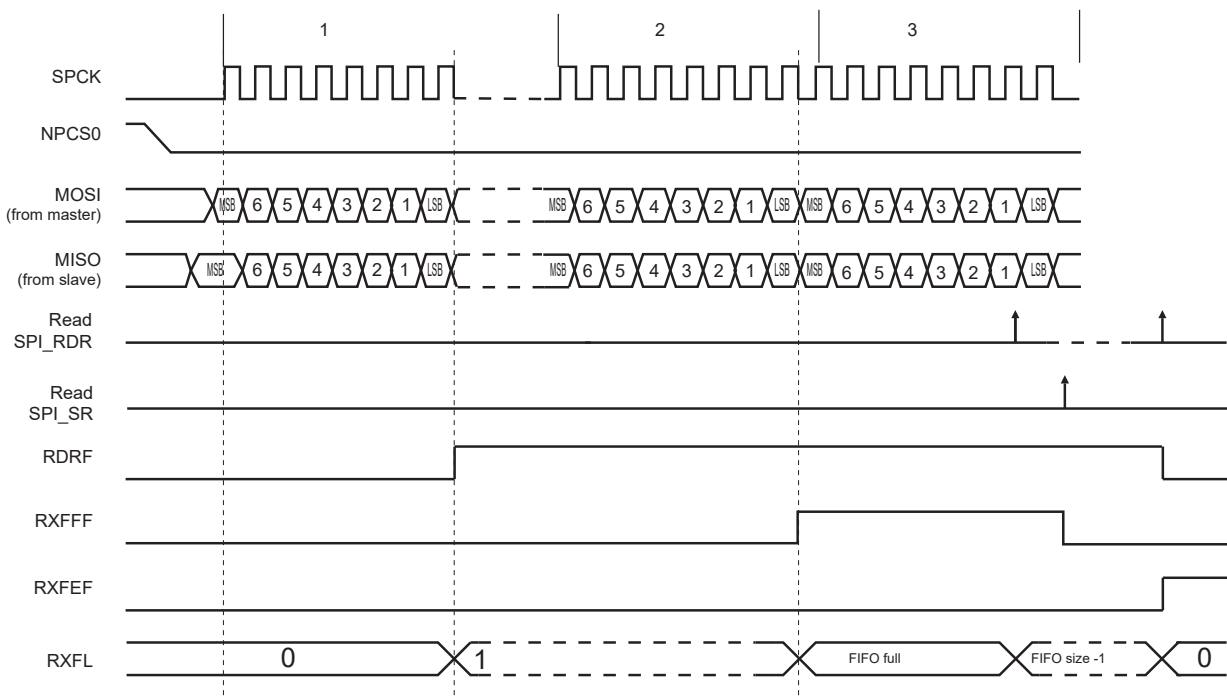 1 2 3
SPCK
NPCS0
MOSI
(from master)
MSB 6 5 4 3 2 1 LSB MSB 6 5 4 3 2 1 LSB MSB 6 5 4 3 2 1 LSB
MISO
(from slave)
MSB 6 5 4 3 2 1 LSB MSB 6 5 4 3 2 1 LSB MSB 6 5 4 3 2 1 LSB
Read
SPI_RDR
Read
SPI_SR
RDRF
RXFFF
RXFEF
RXFL 0 1 FIFO full FIFO size -1 0